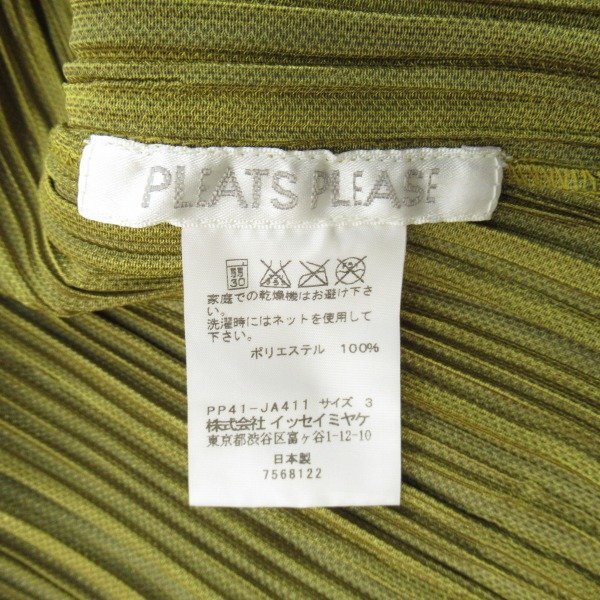 PLEATS PLEASE
弱
30
家庭での乾燥機はお避け下さ
い。
洗濯時にはネットを使用して
下さい。
ポリエステル 100%
PP41-JA411 サイズ 3
株式会社 イッセイミヤケ
東京都渋谷区富ヶ谷1-12-10
日本製
7568122